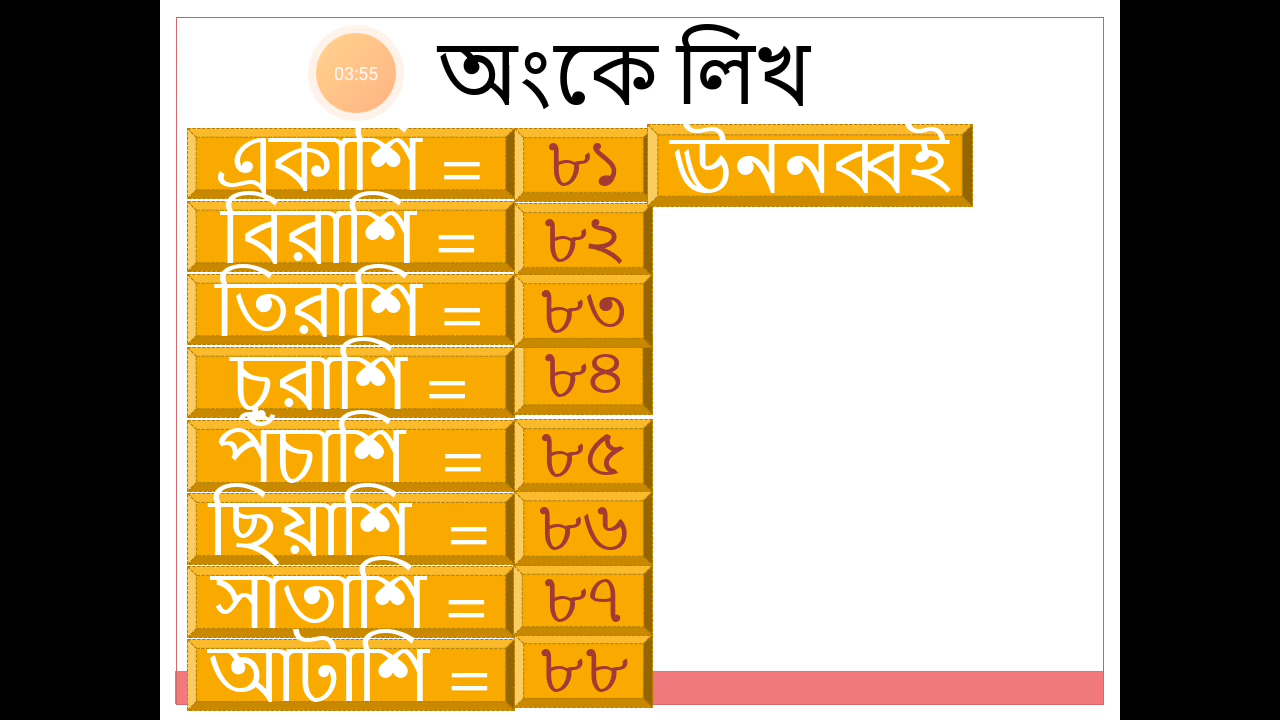 03:55
অংকে লিখ
একাশি = ৮১ ঊননব্বই
বিরাশি = ৮২
তিরাশি = ৮৩
চুরাশি = ৮৪
পঁচাশি = ৮৫
ছিয়াশি = ৮৬
সাতাশি = ৮৭
আটাশি = ৮৮